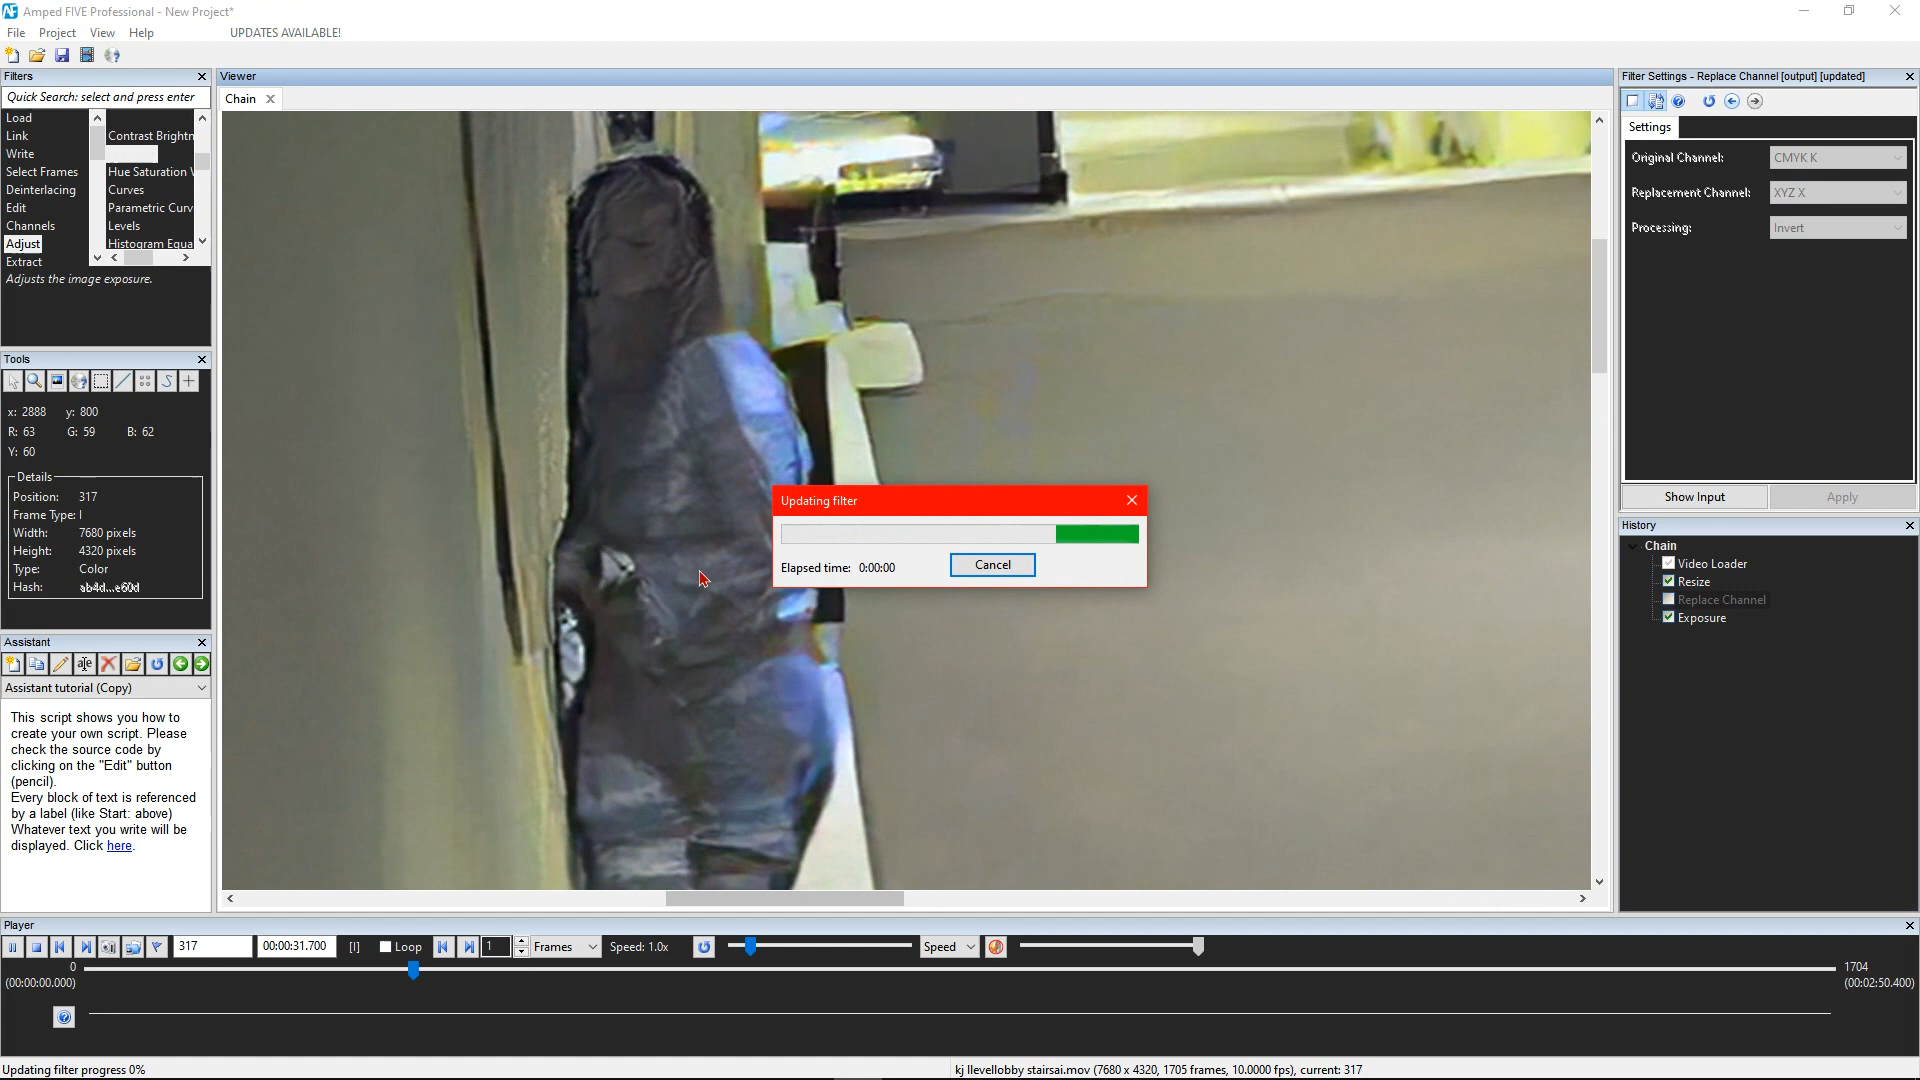 Amped FIVE Professional - New Project*
File Project View Help UPDATES AVAILABLE!
Filters
Quick Search: select and press enter
Load
Link
Write
Select Frames
Deinterlacing
Edit
Channels
Adjust
Extract
Contrast Brightn
Hue Saturation V
Curves
Parametric Curv
Levels
Histogram Equa
Adjusts the image exposure.
Tools
x: 2888 y: 800
R: 63 G: 59 B: 62
Y: 60
Details
Position: 317
Frame Type: I
Width: 7680 pixels
Height: 4320 pixels
Type: Color
Hash: ab4d...e60d
Assistant
Assistant tutorial (Copy)
This script shows you how to
create your own script. Please
check the source code by
clicking on the "Edit" button
(pencil).
Every block of text is referenced
by a label (like Start: above)
Whatever text you write will be
displayed. Click here.
Viewer
Chain
Updating filter
Elapsed time: 0:00:00
Cancel
Filter Settings - Replace Channel [output] [updated]
Settings
Original Channel: CMYK K
Replacement Channel: XYZ X
Processing: Invert
Show Input Apply
History
Chain
Video Loader
Resize
Replace Channel
Exposure
Player
317 00:00:31.700 [I] Loop 1 Frames Speed: 1.0x Speed
0 1704
(00:00:00.000) (00:02:50.400)
Updating filter progress 0% kj llevellobby stairsai.mov (7680 x 4320, 1705 frames, 10.0000 fps), current: 317